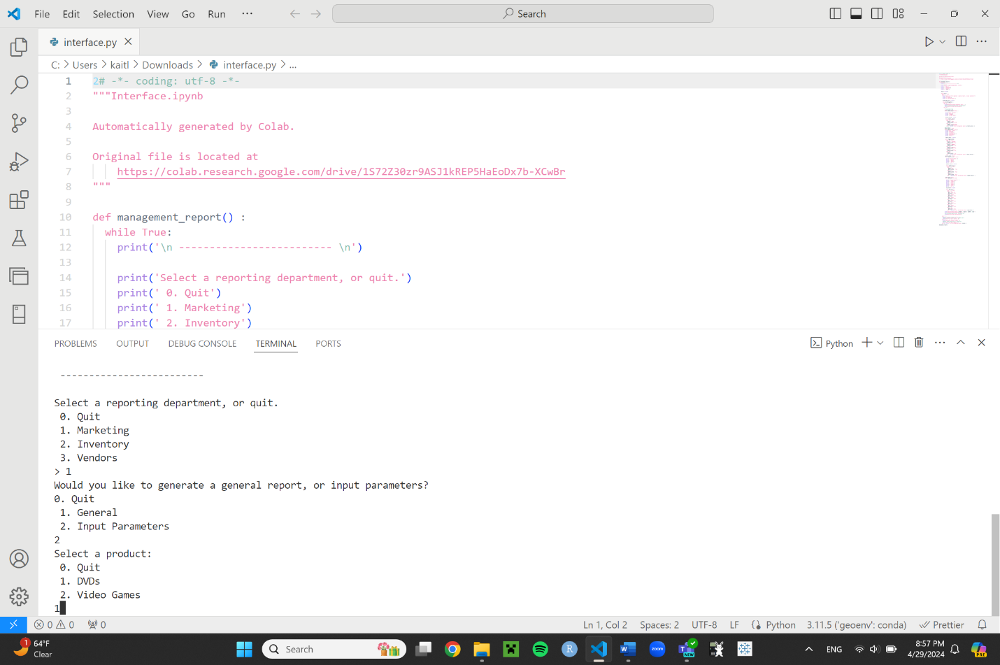 File Edit Selection View Go Run ··· Search
interface.py
C: > Users > kaitl > Downloads > interface.py > ...
1 2# -*- coding: utf-8 -*-
2 """Interface.ipynb
3
4 Automatically generated by Colab.
5
6 Original file is located at
7 https://colab.research.google.com/drive/1S72Z30zr9ASJ1kREP5HaEoDx7b-XCwBr
8 """
9
10 def management_report() :
11 while True:
12 print('\n ------------------------- \n')
13
14 print('Select a reporting department, or quit.')
15 print(' 0. Quit')
16 print(' 1. Marketing')
17 print(' 2. Inventory')
PROBLEMS OUTPUT DEBUG CONSOLE TERMINAL PORTS Python
-------------------------
Select a reporting department, or quit.
0. Quit
1. Marketing
2. Inventory
3. Vendors
> 1
Would you like to generate a general report, or input parameters?
0. Quit
1. General
2. Input Parameters
2
Select a product:
0. Quit
1. DVDs
2. Video Games
1
0 0 0 Ln 1, Col 2 Spaces: 2 UTF-8 LF Python 3.11.5 ('geoenv': conda) Prettier
1 64°F Search ENG 8:57 PM
Clear 4/29/2024
R W zoom T NEW PRE